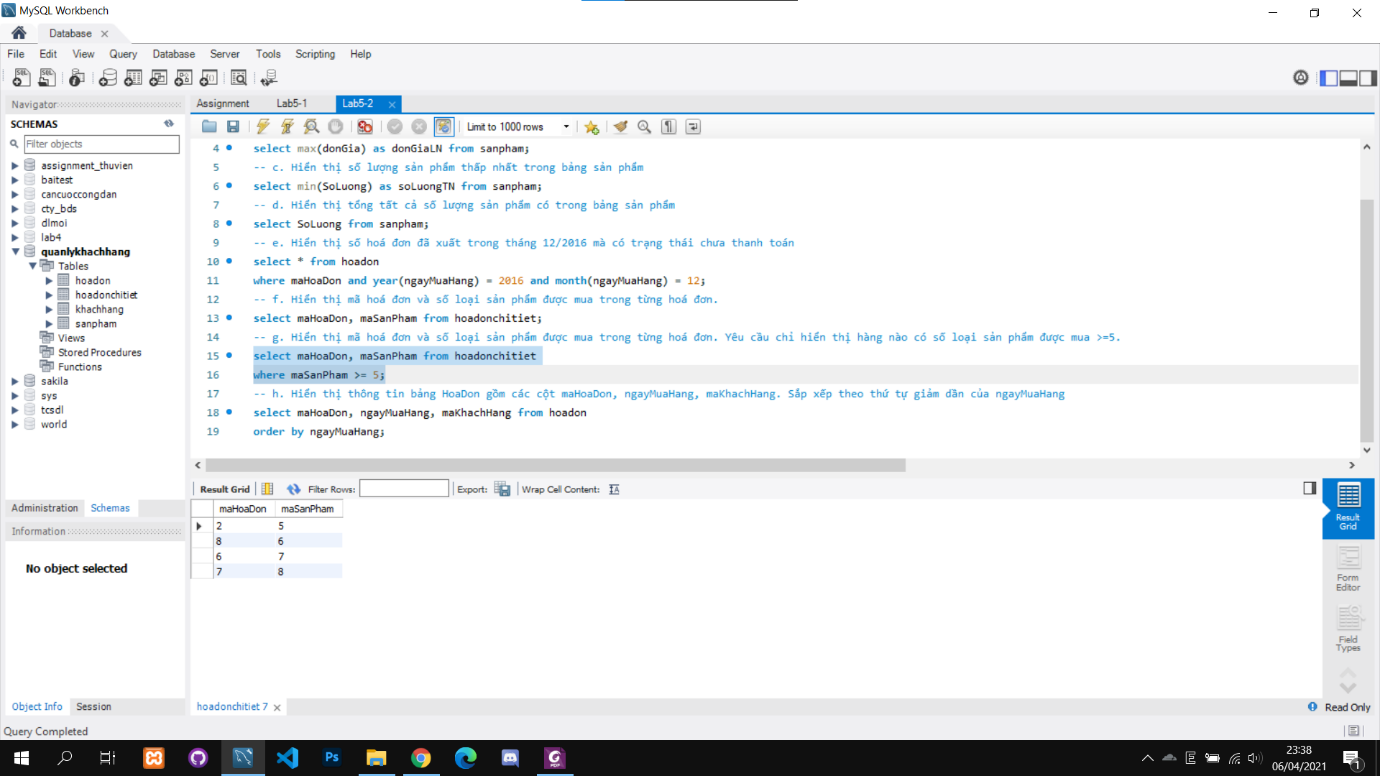 MySQL Workbench
Database
File Edit View Query Database Server Tools Scripting Help
Navigator
SCHEMAS
Filter objects
assignment_thuvien
baitest
cancuoccongdan
cty_bds
dlmoi
lab4
quanlykhachhang
Tables
hoadon
hoadonchitiet
khachhang
sanpham
Views
Stored Procedures
Functions
sakila
sys
tcsdl
world
Administration Schemas
Information
No object selected
Object Info Session
Query Completed
Assignment Lab5-1 Lab5-2
Limit to 1000 rows
4 select max(donGia) as donGiaLN from sanpham;
5 -- c. Hiển thị số lượng sản phẩm thấp nhất trong bảng sản phẩm
6 select min(SoLuong) as soLuongTN from sanpham;
7 -- d. Hiển thị tổng tất cả số lượng sản phẩm có trong bảng sản phẩm
8 select SoLuong from sanpham;
9 -- e. Hiển thị số hoá đơn đã xuất trong tháng 12/2016 mà có trạng thái chưa thanh toán
10 select * from hoadon
11 where maHoaDon and year(ngayMuaHang) = 2016 and month(ngayMuaHang) = 12;
12 -- f. Hiển thị mã hoá đơn và số loại sản phẩm được mua trong từng hoá đơn.
13 select maHoaDon, maSanPham from hoadonchitiet;
14 -- g. Hiển thị mã hoá đơn và số loại sản phẩm được mua trong từng hoá đơn. Yêu cầu chỉ hiển thị hàng nào có số loại sản phẩm được mua >=5.
15 select maHoaDon, maSanPham from hoadonchitiet
16 where maSanPham >= 5;
17 -- h. Hiển thị thông tin bảng HoaDon gồm các cột maHoaDon, ngayMuaHang, maKhachHang. Sắp xếp theo thứ tự giảm dần của ngayMuaHang
18 select maHoaDon, ngayMuaHang, maKhachHang from hoadon
19 order by ngayMuaHang;
Result Grid Filter Rows: Export: Wrap Cell Content:
maHoaDon maSanPham
2 5
8 6
6 7
7 8
Result
Grid
Form
Editor
Field
Types
hoadonchitiet 7
Read Only
23:38
06/04/2021
1